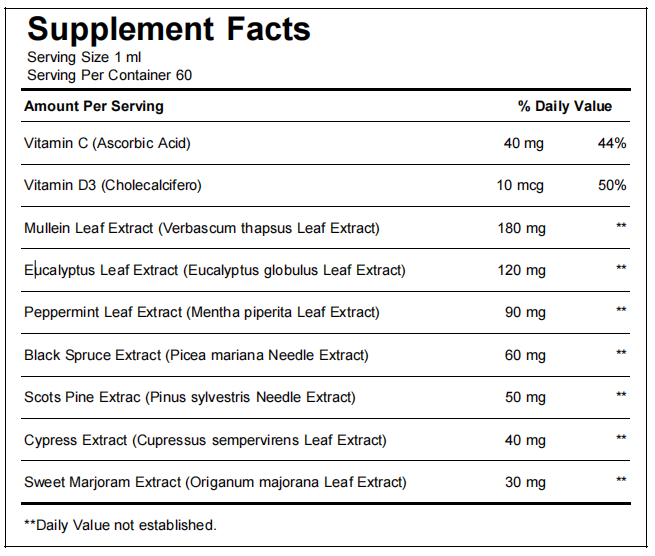 Supplement Facts
Serving Size 1 ml
Serving Per Container 60
Amount Per Serving % Daily Value
Vitamin C (Ascorbic Acid) 40 mg 44%
Vitamin D3 (Cholecalcifero) 10 mcg 50%
Mullein Leaf Extract (Verbascum thapsus Leaf Extract) 180 mg **
Eucalyptus Leaf Extract (Eucalyptus globulus Leaf Extract) 120 mg **
Peppermint Leaf Extract (Mentha piperita Leaf Extract) 90 mg **
Black Spruce Extract (Picea mariana Needle Extract) 60 mg **
Scots Pine Extrac (Pinus sylvestris Needle Extract) 50 mg **
Cypress Extract (Cupressus sempervirens Leaf Extract) 40 mg **
Sweet Marjoram Extract (Origanum majorana Leaf Extract) 30 mg **
**Daily Value not established.